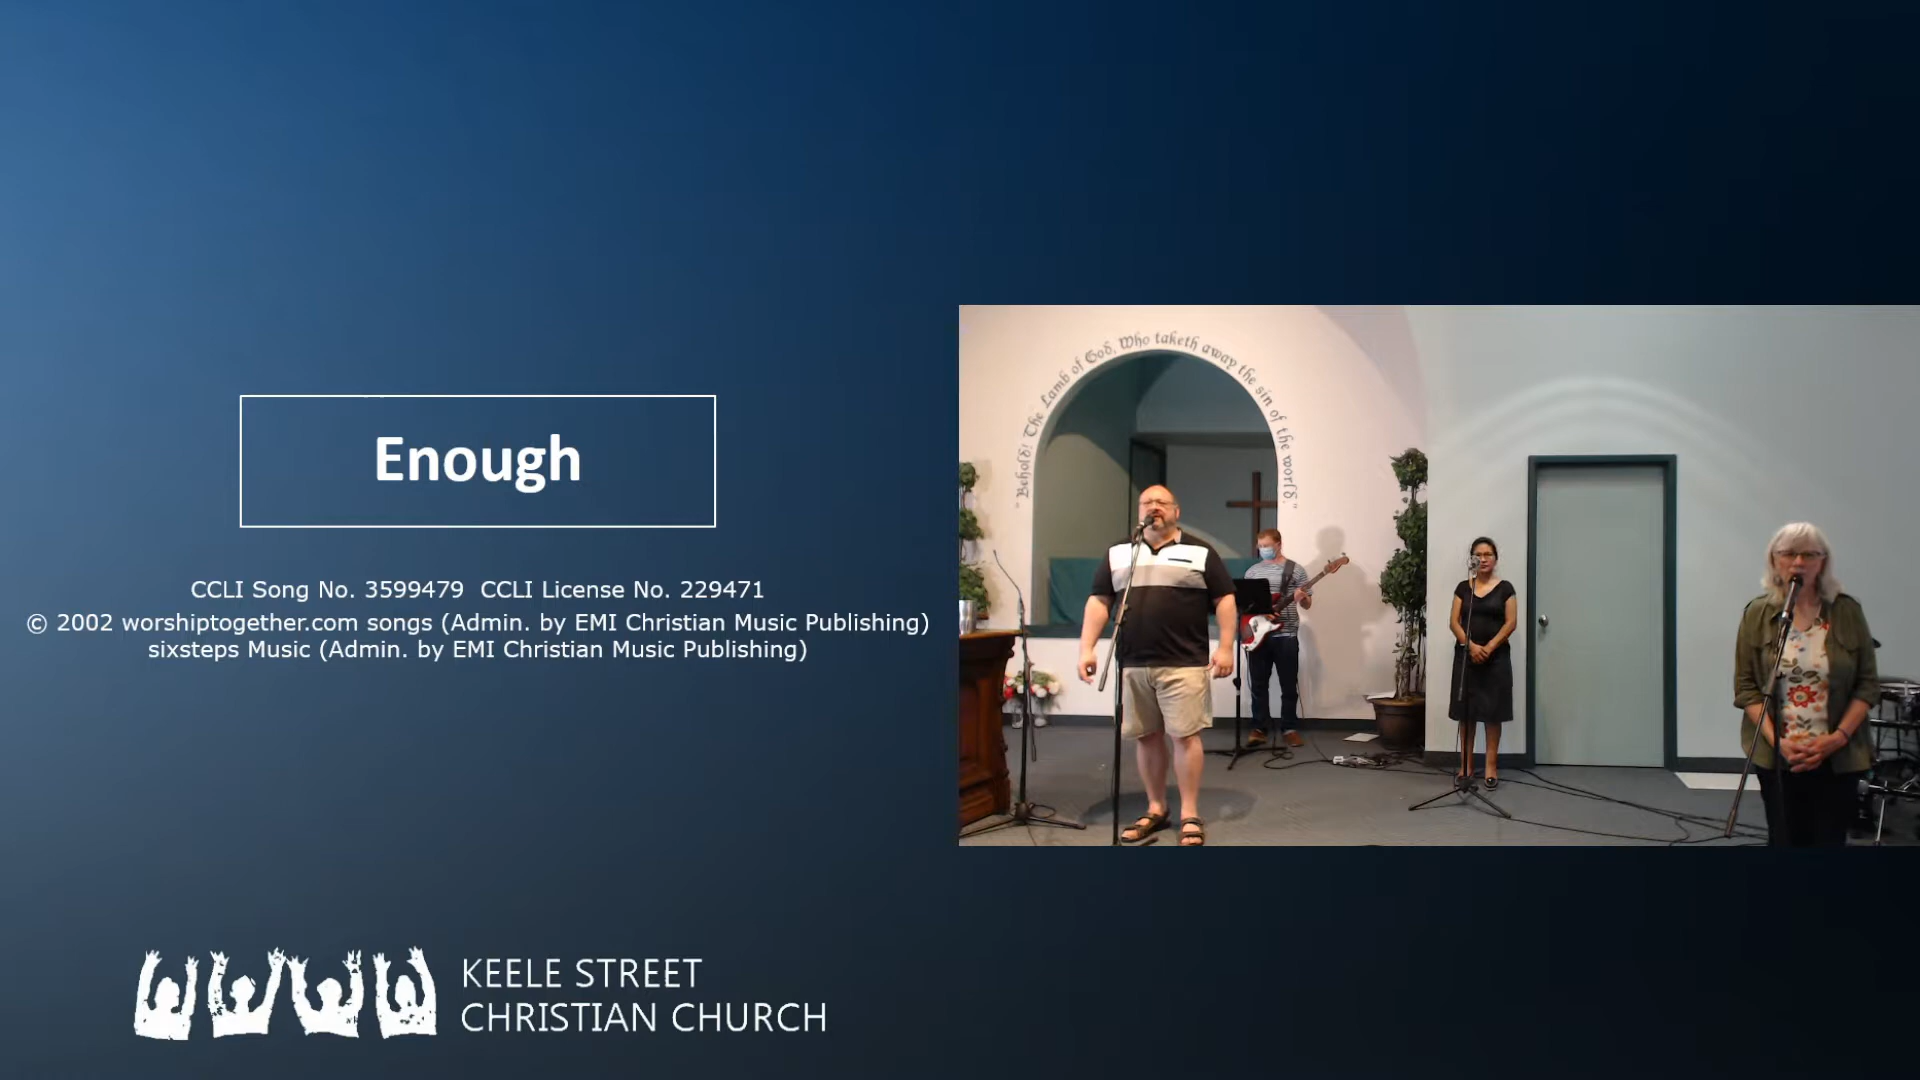 Enough
CCLI Song No. 3599479 CCLI License No. 229471
© 2002 worshiptogether.com songs (Admin. by EMI Christian Music Publishing)
sixsteps Music (Admin. by EMI Christian Music Publishing)
"Behold! The Lamb of God, Who taketh away the sin of the world."
KEELE STREET
CHRISTIAN CHURCH